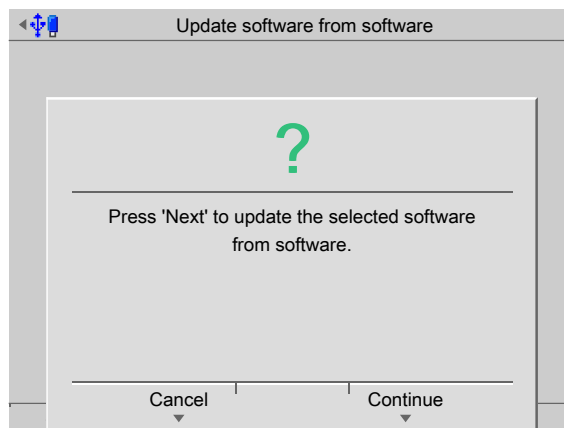 Update software from software
?
Press 'Next' to update the selected software
from software.
Cancel
Continue